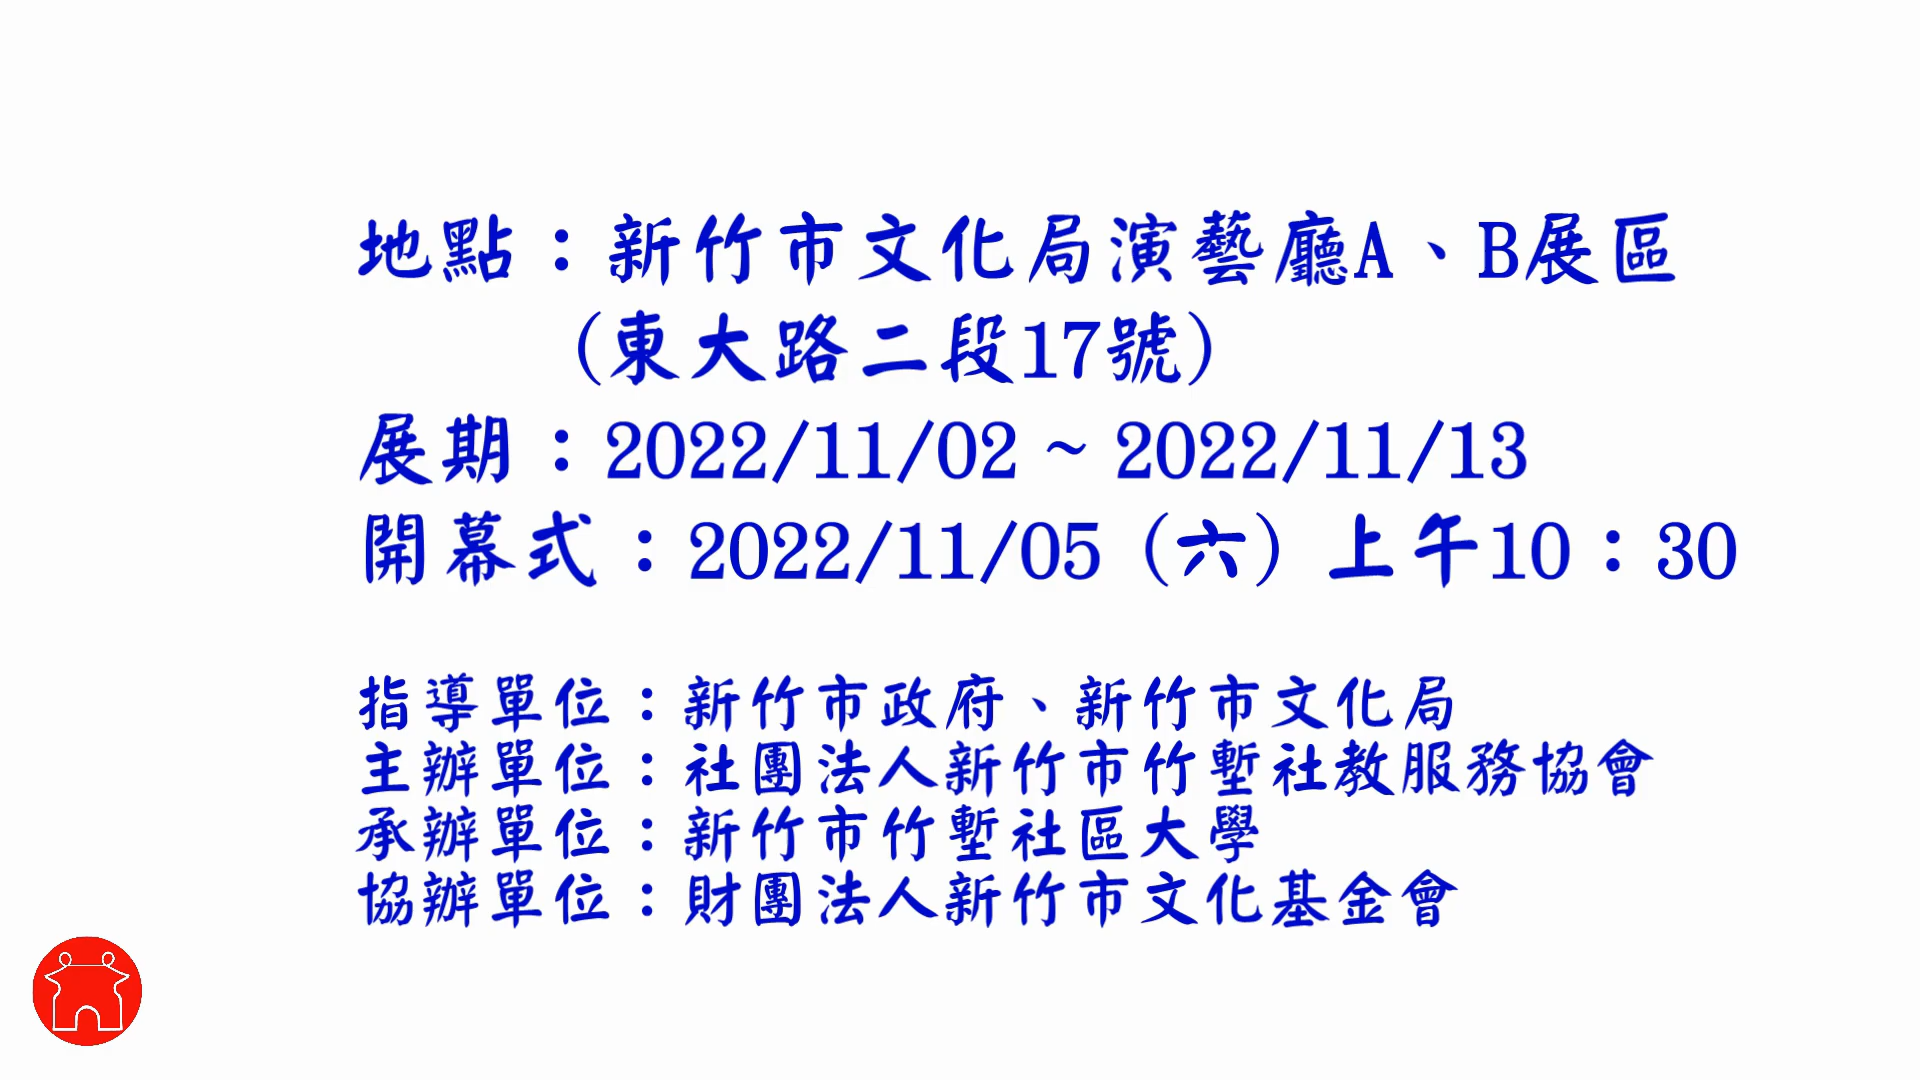 地點：新竹市文化局演藝廳A、B展區
(東大路二段17號)
展期：2022/11/02 ~ 2022/11/13
開幕式：2022/11/05（六）上午10：30
指導單位：新竹市政府、新竹市文化局
主辦單位：社團法人新竹市竹塹社教服務協會
承辦單位：新竹市竹塹社區大學
協辦單位：財團法人新竹市文化基金會